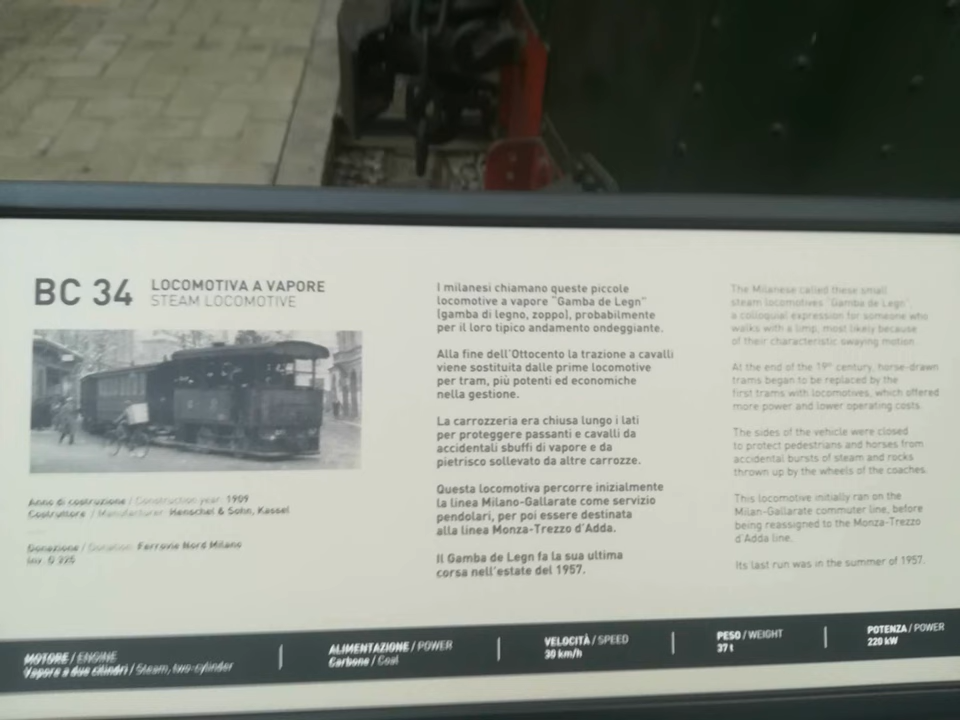 BC 34
LOCOMOTIVA A VAPORE
STEAM LOCOMOTIVE
Anno di costruzione / Construction year: 1909
Costruttore / Manufacturer: Henschel & Sohn, Kassel
Donazione / Donation: Ferrovie Nord Milano
Inv. D 225
I milanesi chiamano queste piccole
locomotive a vapore "Gamba de Legn"
(gamba di legno, zoppo), probabilmente
per il loro tipico andamento ondeggiante.
Alla fine dell'Ottocento la trazione a cavalli
viene sostituita dalle prime locomotive
per tram, più potenti ed economiche
nella gestione.
La carrozzeria era chiusa lungo i lati
per proteggere passanti e cavalli da
accidentali sbuffi di vapore e da
pietrisco sollevato da altre carrozze.
Questa locomotiva percorre inizialmente
la linea Milano-Gallarate come servizio
pendolari, per poi essere destinata
alla linea Monza-Trezzo d'Adda.
Il Gamba de Legn fa la sua ultima
corsa nell'estate del 1957.
The Milanese called these small
steam locomotives "Gamba de Legn",
a colloquial expression for someone who
walks with a limp, most likely because
of their characteristic swaying motion.
At the end of the 19th century, horse-drawn
trams began to be replaced by the
first trams with locomotives, which offered
more power and lower operating costs.
The sides of the vehicle were closed
to protect pedestrians and horses from
accidental bursts of steam and rocks
thrown up by the wheels of the coaches.
This locomotive initially ran on the
Milan-Gallarate commuter line, before
being reassigned to the Monza-Trezzo
d'Adda line.
Its last run was in the summer of 1957.
MOTORE / ENGINE
Vapore a due cilindri / Steam, two-cylinder
ALIMENTAZIONE / POWER
Carbone / Coal
VELOCITÀ / SPEED
30 km/h
PESO / WEIGHT
37 t
POTENZA / POWER
220 kW